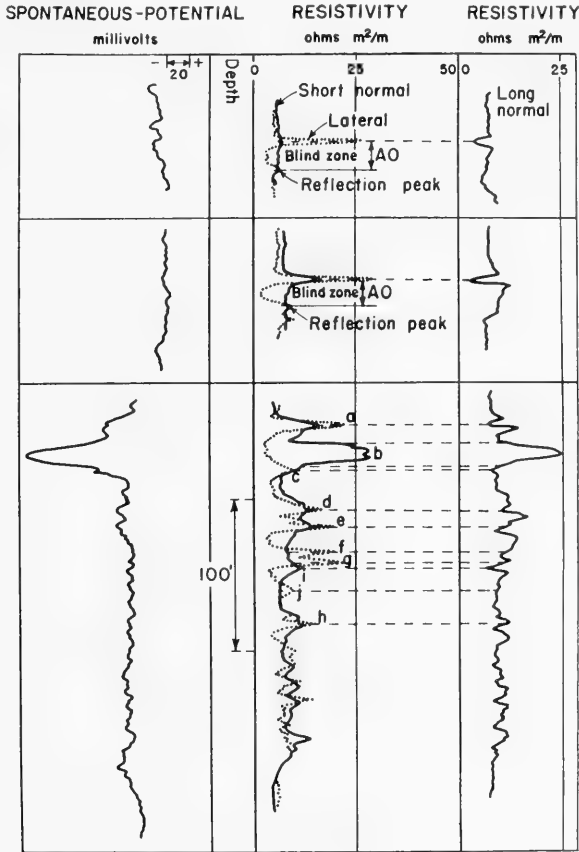 SPONTANEOUS-POTENTIAL
millivolts
RESISTIVITY
ohms m²/m
RESISTIVITY
ohms m²/m
- +
20
Depth
0 25 50
0 25
Short normal
Lateral
Blind zone
AO
Reflection peak
Long
normal
Blind zone
AO
Reflection peak
a
b
c
d
e
f
g
h
100'